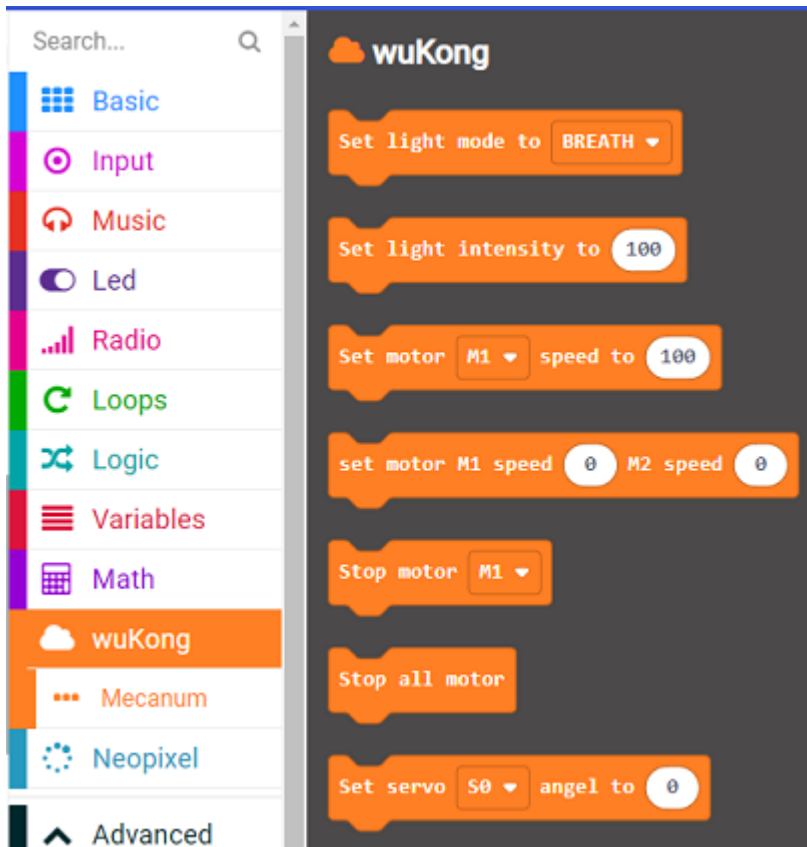 Search...
Basic
Input
Music
Led
Radio
Loops
Logic
Variables
Math
wuKong
Mecanum
Neopixel
Advanced
wuKong
Set light mode to BREATH
Set light intensity to 100
Set motor M1 speed to 100
set motor M1 speed 0 M2 speed 0
Stop motor M1
Stop all motor
Set servo S0 angel to 0